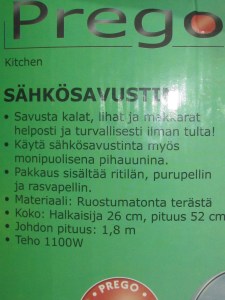 Prego
Kitchen
SÄHKÖSAVUSTIN
• Savusta kalat, lihat ja makkarat
helposti ja turvallisesti ilman tulta!
• Käytä sähkösavustinta myös
monipuolisena pihauunina.
• Pakkaus sisältää ritilän, purupellin
ja rasvapellin.
• Materiaali: Ruostumatonta terästä
• Koko: Halkaisija 26 cm, pituus 52 cm
• Johdon pituus: 1,8 m
• Teho 1100W
• PREGO •